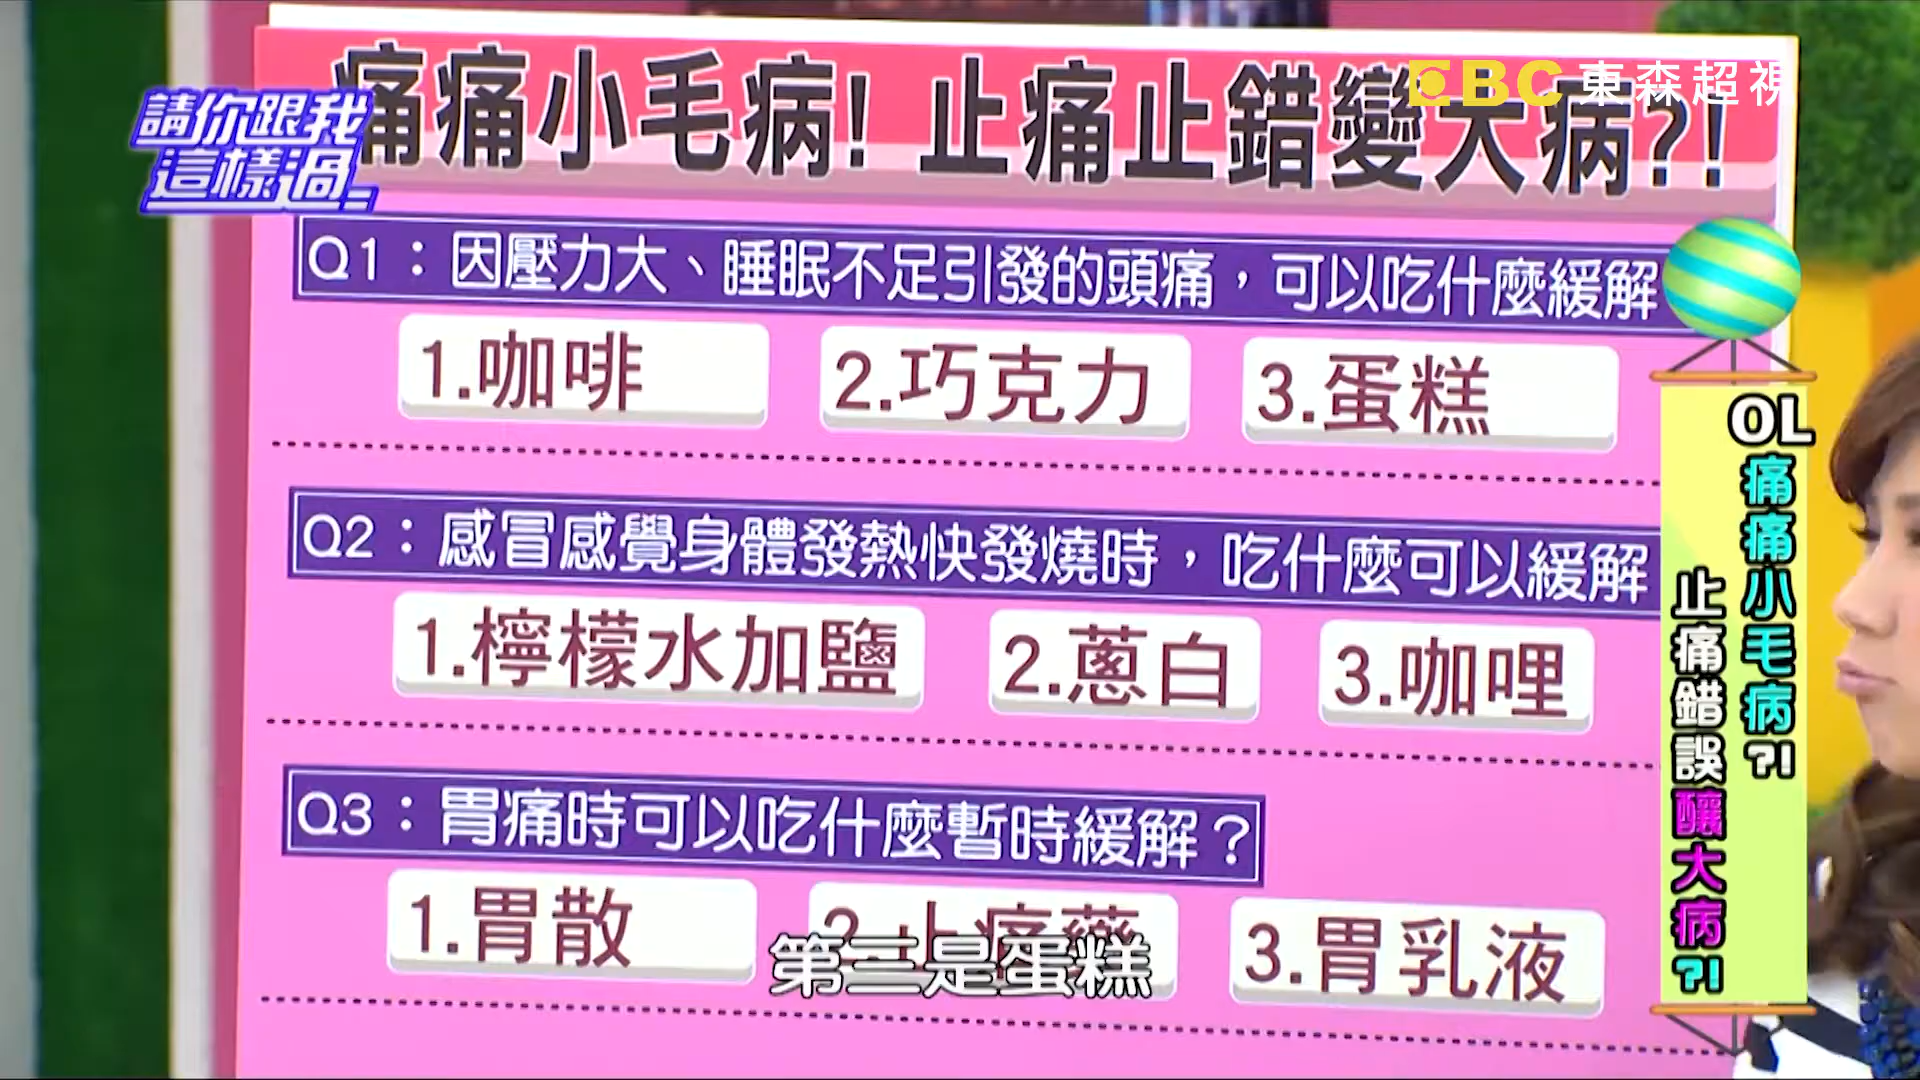 痛痛小毛病! 止痛止錯變大病?!
EBC 東森超視
請你跟我
這樣過
Q1：因壓力大、睡眠不足引發的頭痛，可以吃什麼緩解
1.咖啡
2.巧克力
3.蛋糕
Q2：感冒感覺身體發熱快發燒時，吃什麼可以緩解
1.檸檬水加鹽
2.蔥白
3.咖哩
Q3：胃痛時可以吃什麼暫時緩解？
1.胃散
2.止痛藥
3.胃乳液
第三是蛋糕
OL痛痛小毛病?!
止痛錯誤釀大病?!